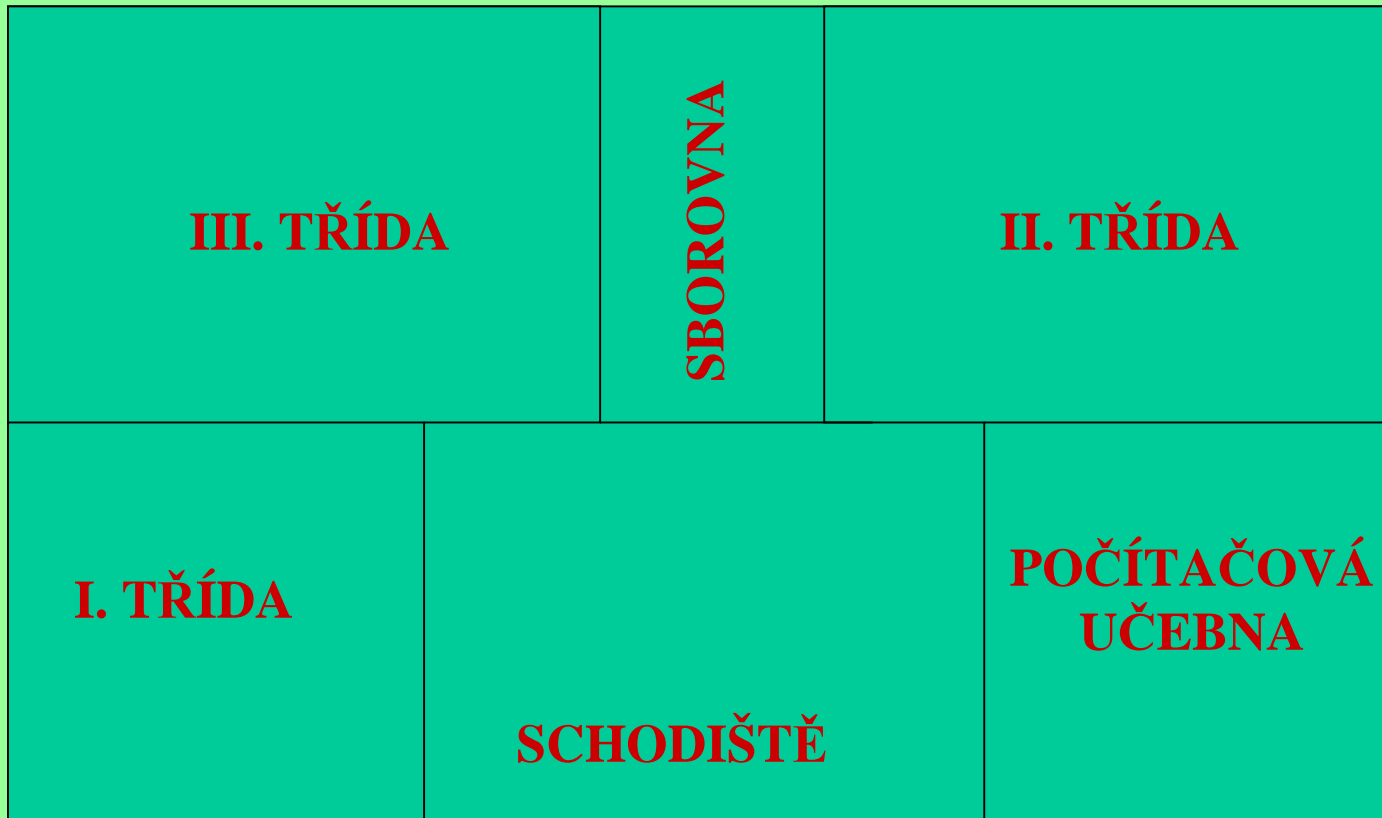 III. TŘÍDA
SBOROVNA
II. TŘÍDA
I. TŘÍDA
SCHODIŠTĚ
POČÍTAČOVÁ
UČEBNA